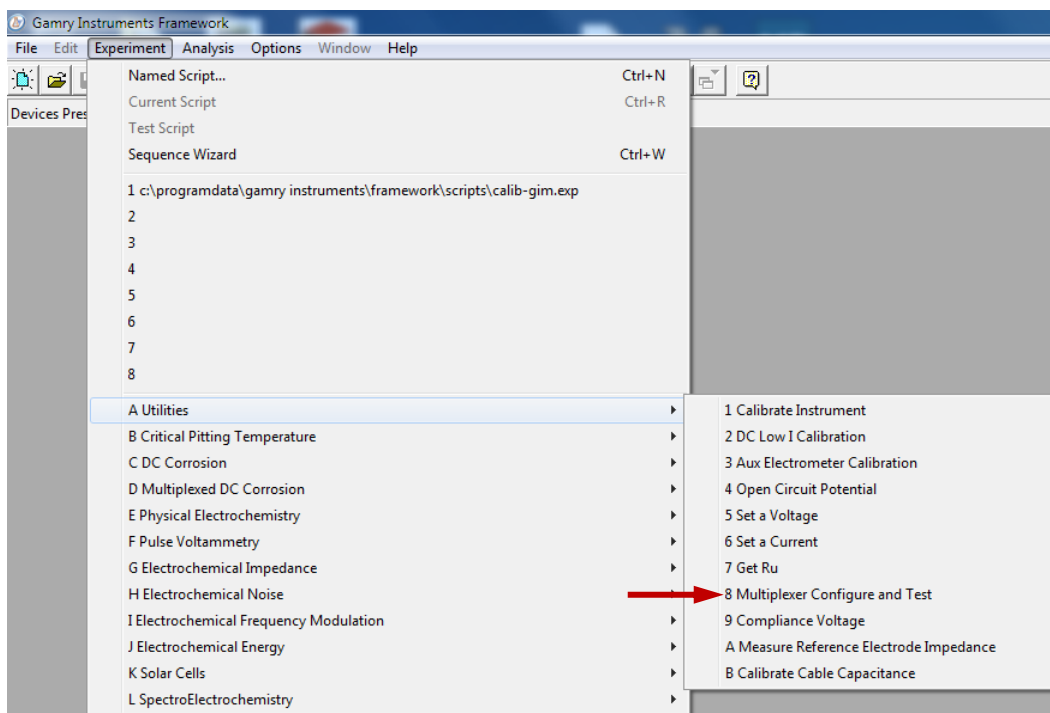 Gamry Instruments Framework
File Edit Experiment Analysis Options Window Help
Devices Pres
Named Script... Ctrl+N
Current Script Ctrl+R
Test Script
Sequence Wizard Ctrl+W
1 c:\programdata\gamry instruments\framework\scripts\calib-gim.exp
2
3
4
5
6
7
8
A Utilities
B Critical Pitting Temperature
C DC Corrosion
D Multiplexed DC Corrosion
E Physical Electrochemistry
F Pulse Voltammetry
G Electrochemical Impedance
H Electrochemical Noise
I Electrochemical Frequency Modulation
J Electrochemical Energy
K Solar Cells
L SpectroElectrochemistry
1 Calibrate Instrument
2 DC Low I Calibration
3 Aux Electrometer Calibration
4 Open Circuit Potential
5 Set a Voltage
6 Set a Current
7 Get Ru
8 Multiplexer Configure and Test
9 Compliance Voltage
A Measure Reference Electrode Impedance
B Calibrate Cable Capacitance